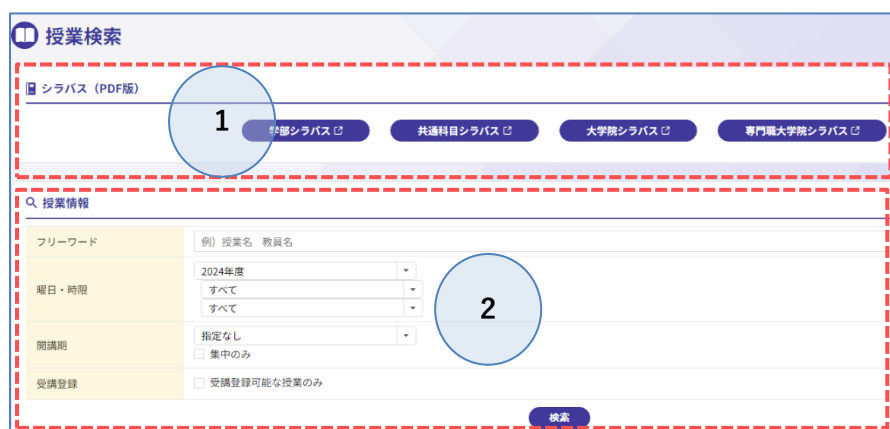 授業検索
シラバス（PDF版）
1
学部シラバス
共通科目シラバス
大学院シラバス
専門職大学院シラバス
授業情報
フリーワード
例）授業名　教員名
曜日・時限
2024年度
すべて
すべて
2
開講期
指定なし
集中のみ
受講登録
受講登録可能な授業のみ
検索